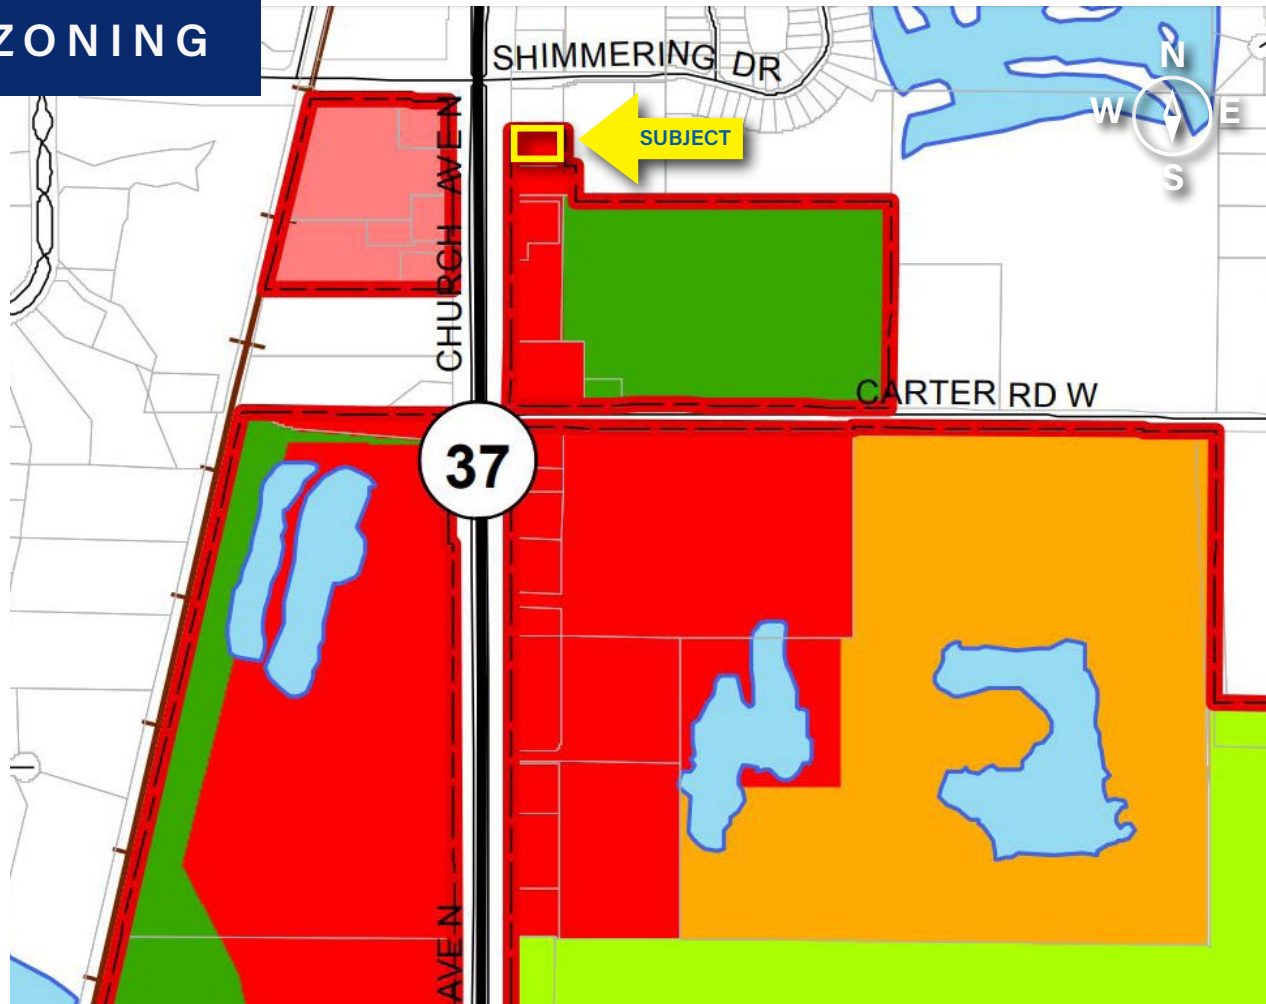 ZONING
SHIMMERING DR
N
W
E
S
SUBJECT
CHURCH AVE N
CARTER RD W
37
AVE N